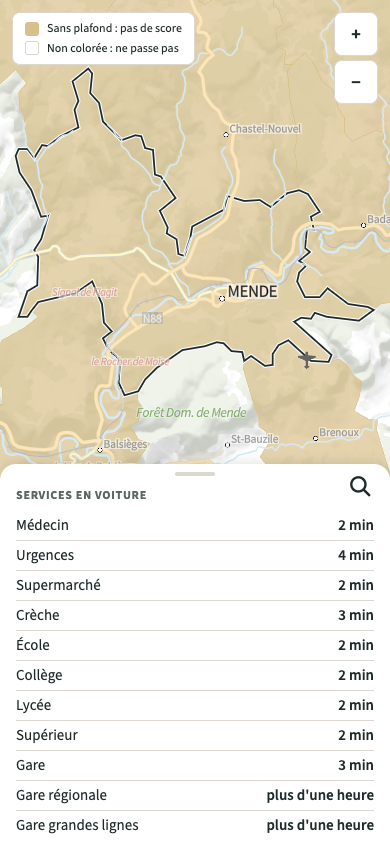 Sans plafond : pas de score
Non colorée : ne passe pas
+
−
Chastel-Nouvel
Bada
Signal de Flagit
MENDE
N88
le Rocher de Moïse
Forêt Dom. de Mende
Balsièges
St-Bauzile
Brenoux
SERVICES EN VOITURE
Médecin 2 min
Urgences 4 min
Supermarché 2 min
Crèche 3 min
École 2 min
Collège 2 min
Lycée 2 min
Supérieur 2 min
Gare 3 min
Gare régionale plus d'une heure
Gare grandes lignes plus d'une heure